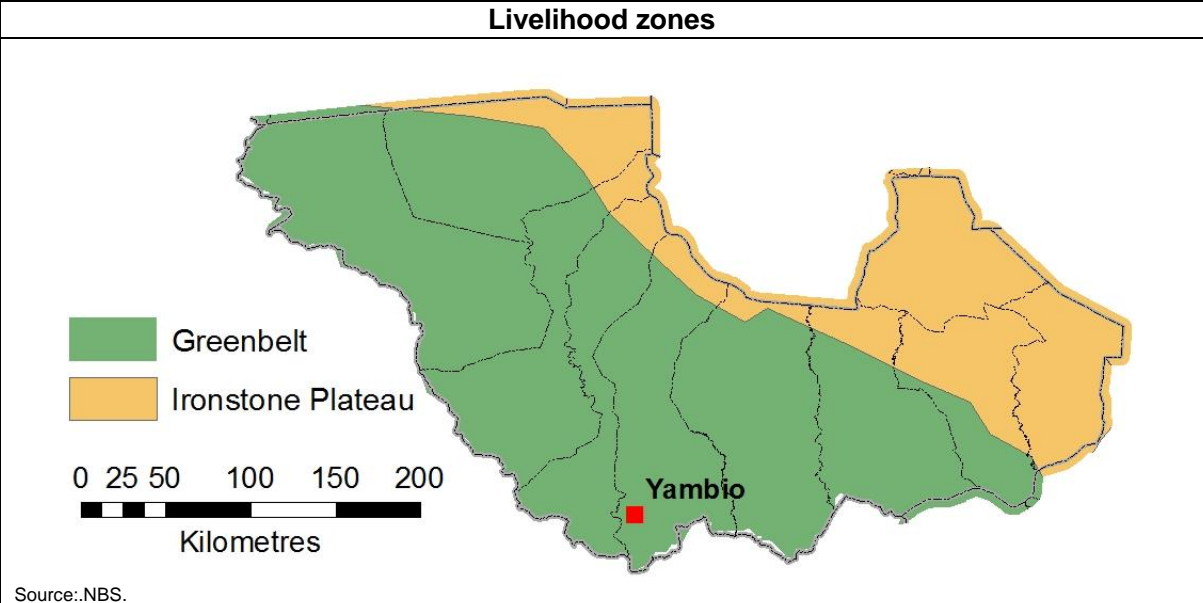 Livelihood zones
Greenbelt
Ironstone Plateau
0 25 50 100 150 200
Kilometres
Yambio
Source:.NBS.